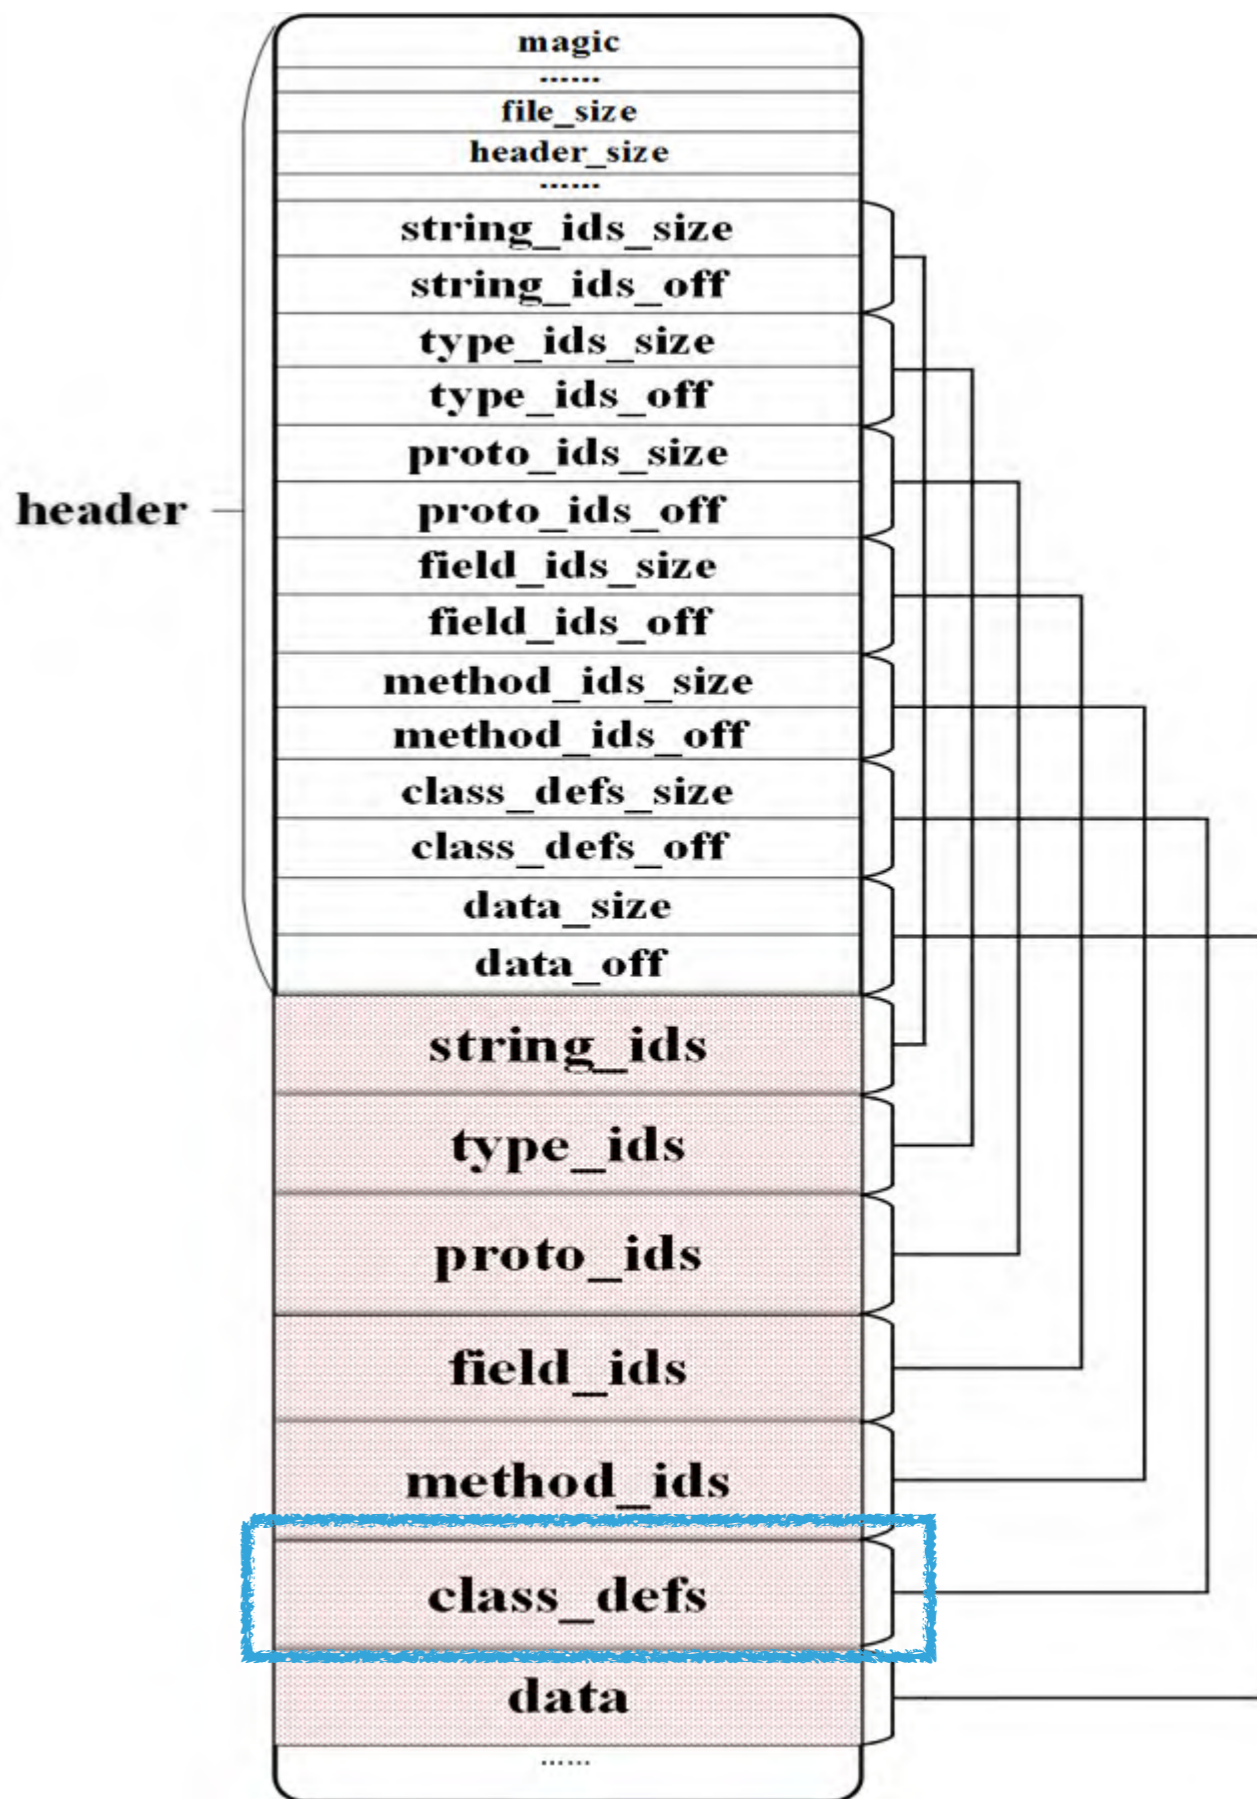 magic
......
file_size
header_size
......
string_ids_size
string_ids_off
type_ids_size
type_ids_off
proto_ids_size
header
proto_ids_off
field_ids_size
field_ids_off
method_ids_size
method_ids_off
class_defs_size
class_defs_off
data_size
data_off
string_ids
type_ids
proto_ids
field_ids
method_ids
class_defs
data
......